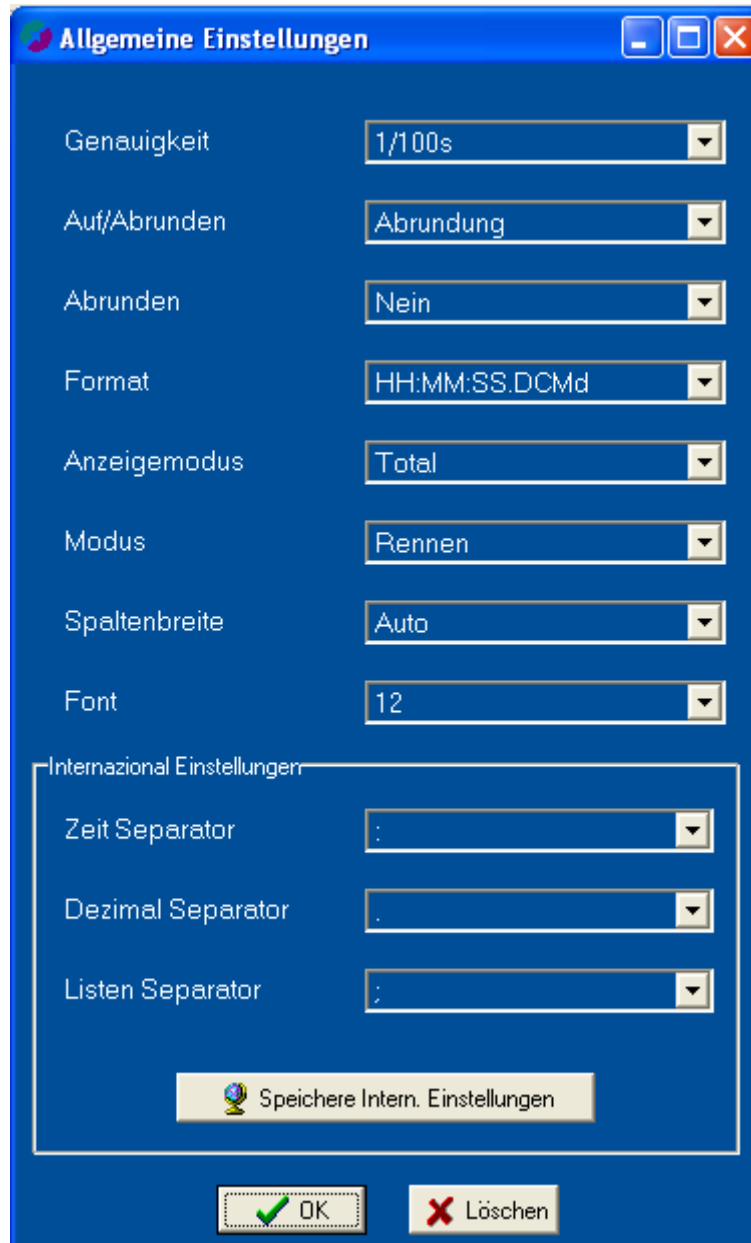 Allgemeine Einstellungen
Genauigkeit 1/100s
Auf/Abrunden Abrundung
Abrunden Nein
Format HH:MM:SS.DCMd
Anzeigemodus Total
Modus Rennen
Spaltenbreite Auto
Font 12
Internazional Einstellungen
Zeit Separator :
Dezimal Separator .
Listen Separator ;
Speichere Intern. Einstellungen
OK Löschen